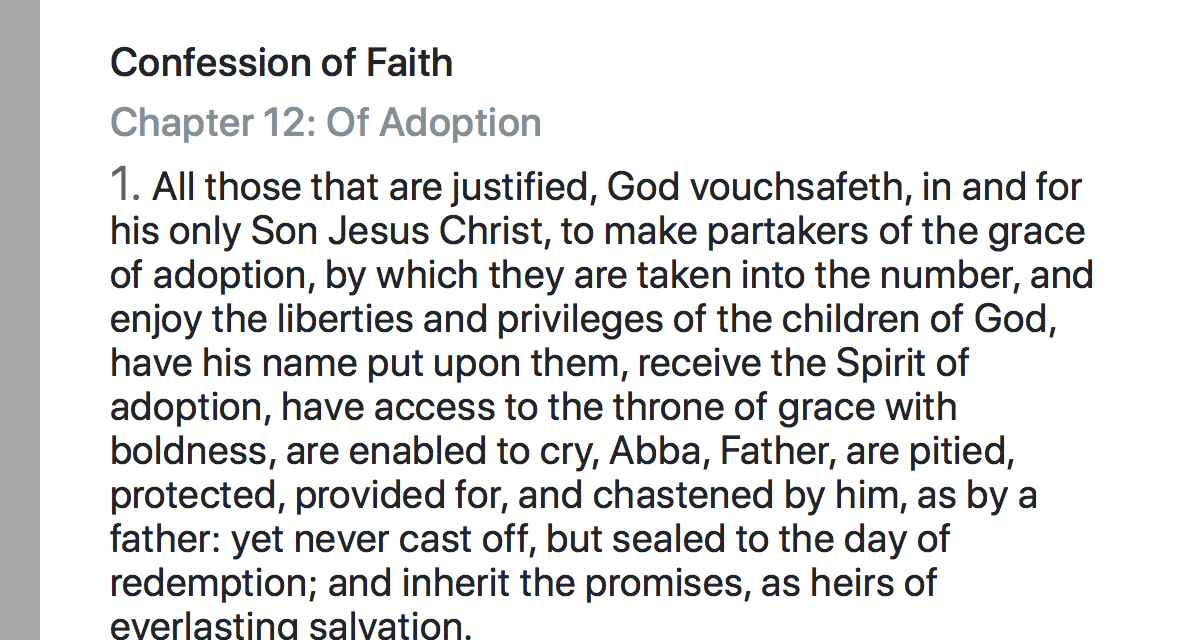 Confession of Faith
Chapter 12: Of Adoption
1. All those that are justified, God vouchsafeth, in and for
his only Son Jesus Christ, to make partakers of the grace
of adoption, by which they are taken into the number, and
enjoy the liberties and privileges of the children of God,
have his name put upon them, receive the Spirit of
adoption, have access to the throne of grace with
boldness, are enabled to cry, Abba, Father, are pitied,
protected, provided for, and chastened by him, as by a
father: yet never cast off, but sealed to the day of
redemption; and inherit the promises, as heirs of
everlasting salvation.